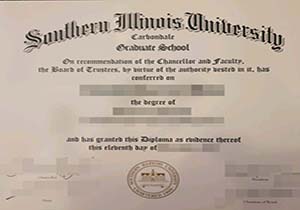 Southern Illinois University
Carbondale
Graduate School
On recommendation of the Chancellor and Faculty,
the Board of Trustees, by virtue of the authority vested in it, has
conferred on
the degree of
and has granted this Diploma as evidence thereof
this eleventh day of